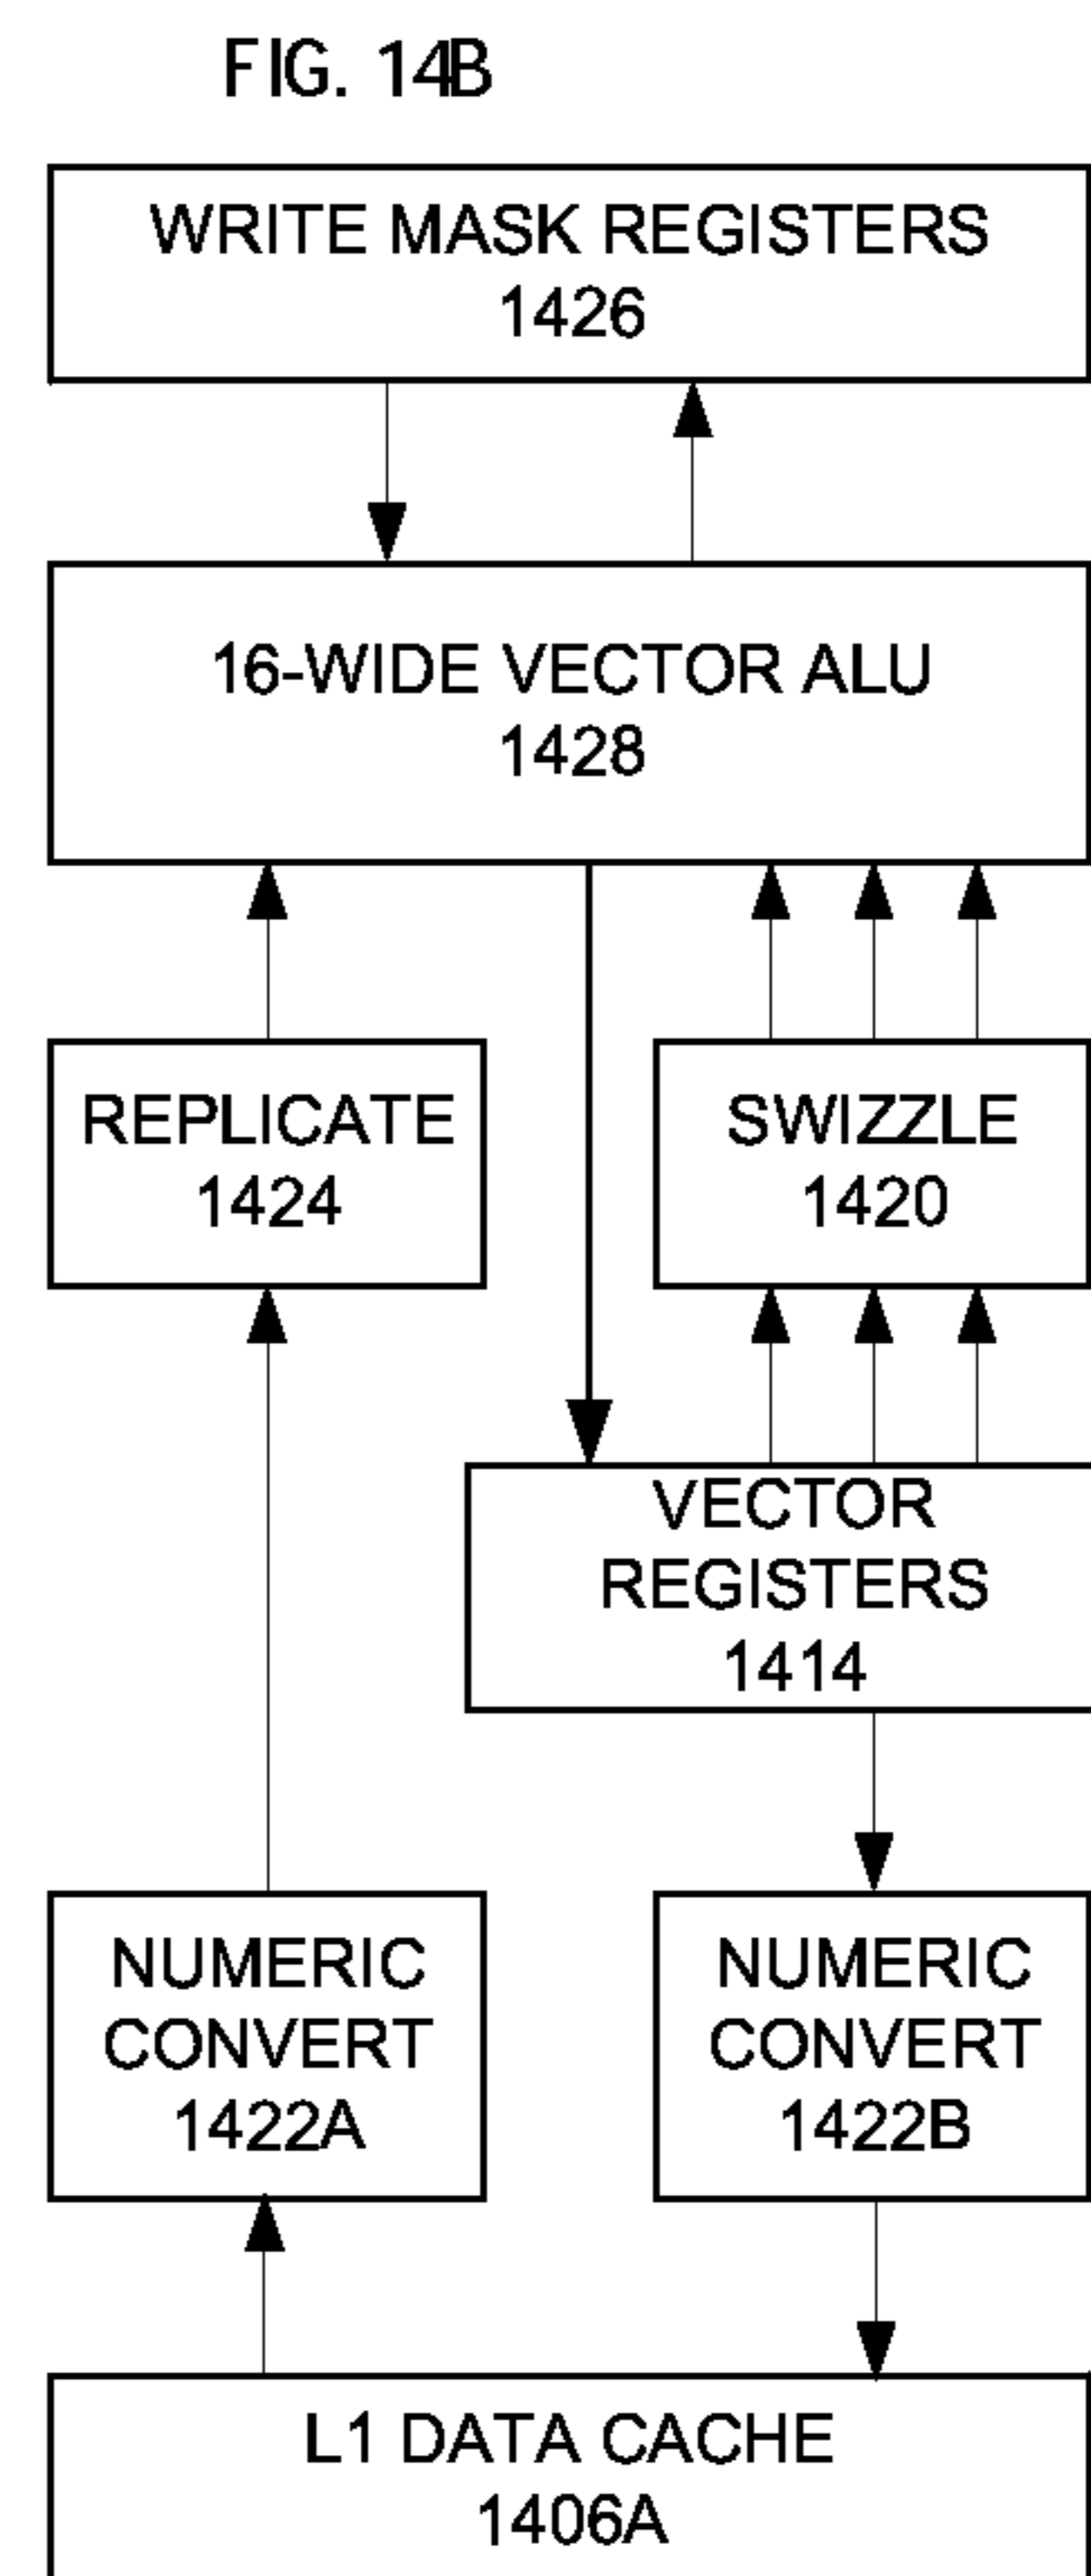 FIG. 14B
WRITE MASK REGISTERS
1426
16-WIDE VECTOR ALU
1428
REPLICATE
1424
SWIZZLE
1420
VECTOR
REGISTERS
1414
NUMERIC
CONVERT
1422A
NUMERIC
CONVERT
1422B
L1 DATA CACHE
1406A